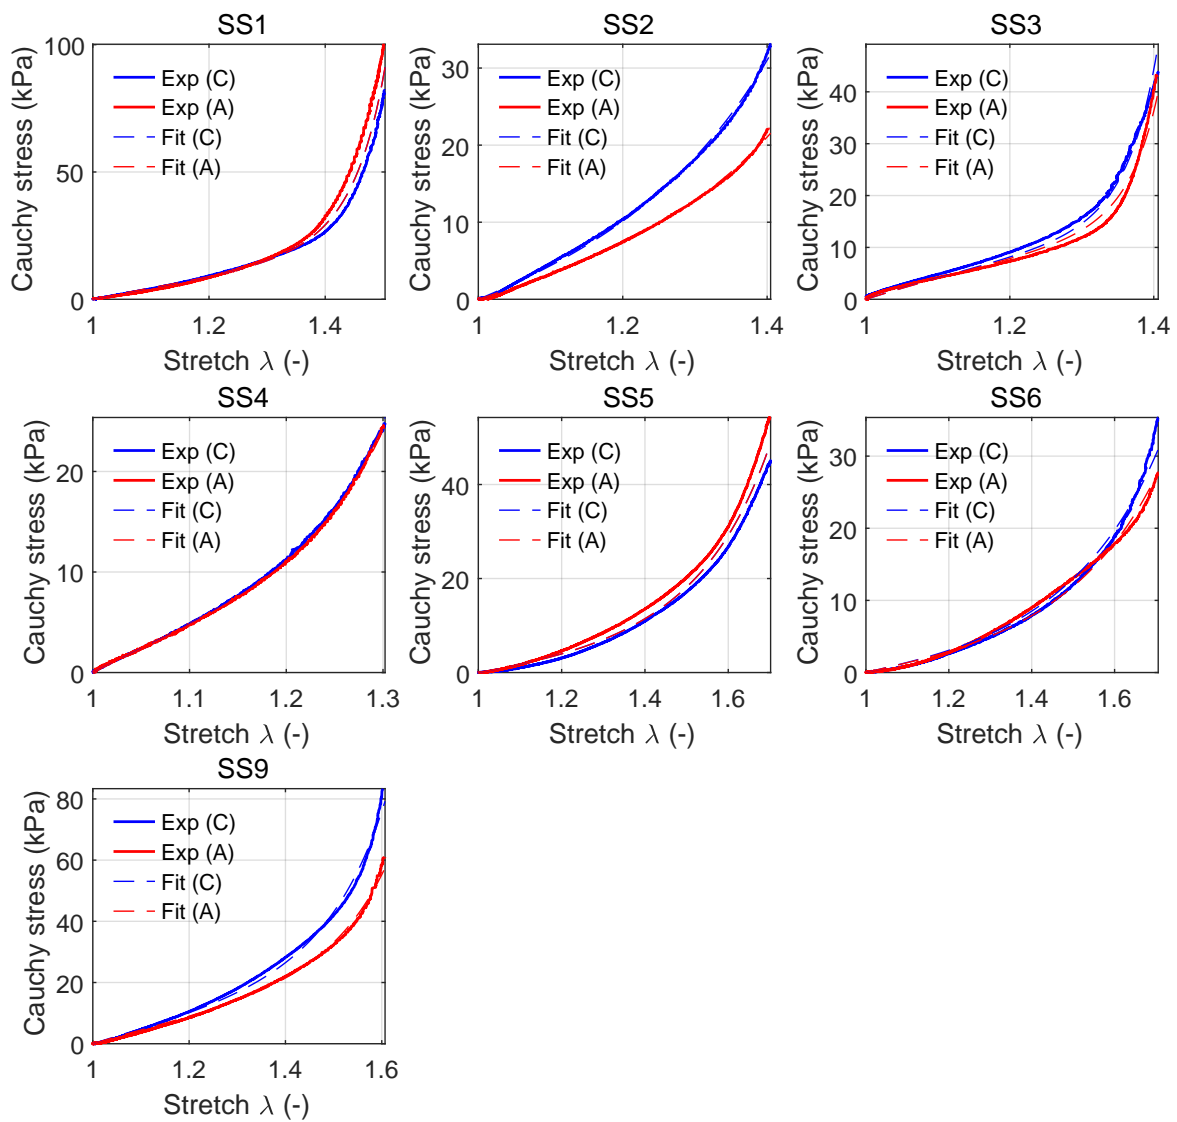 SS1
Cauchy stress (kPa)
100
50
0
Exp (C)
Exp (A)
Fit (C)
Fit (A)
1 1.2 1.4
Stretch λ (-)
SS2
Cauchy stress (kPa)
30
20
10
0
Exp (C)
Exp (A)
Fit (C)
Fit (A)
1 1.2 1.4
Stretch λ (-)
SS3
Cauchy stress (kPa)
40
30
20
10
0
Exp (C)
Exp (A)
Fit (C)
Fit (A)
1 1.2 1.4
Stretch λ (-)
SS4
Cauchy stress (kPa)
20
10
0
Exp (C)
Exp (A)
Fit (C)
Fit (A)
1 1.1 1.2 1.3
Stretch λ (-)
SS5
Cauchy stress (kPa)
40
20
0
Exp (C)
Exp (A)
Fit (C)
Fit (A)
1 1.2 1.4 1.6
Stretch λ (-)
SS6
Cauchy stress (kPa)
30
20
10
0
Exp (C)
Exp (A)
Fit (C)
Fit (A)
1 1.2 1.4 1.6
Stretch λ (-)
SS9
Cauchy stress (kPa)
80
60
40
20
0
Exp (C)
Exp (A)
Fit (C)
Fit (A)
1 1.2 1.4 1.6
Stretch λ (-)